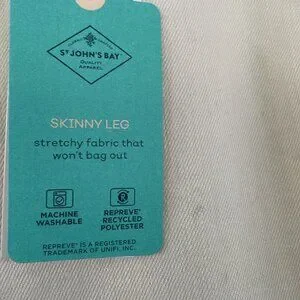 ST JOHN'S BAY
QUALITY
APPAREL
SKINNY LEG
stretchy fabric that
won't bag out
MACHINE
WASHABLE
REPREVE®
RECYCLED
POLYESTER
REPREVE® IS A REGISTERED
TRADEMARK OF UNIFI, INC.